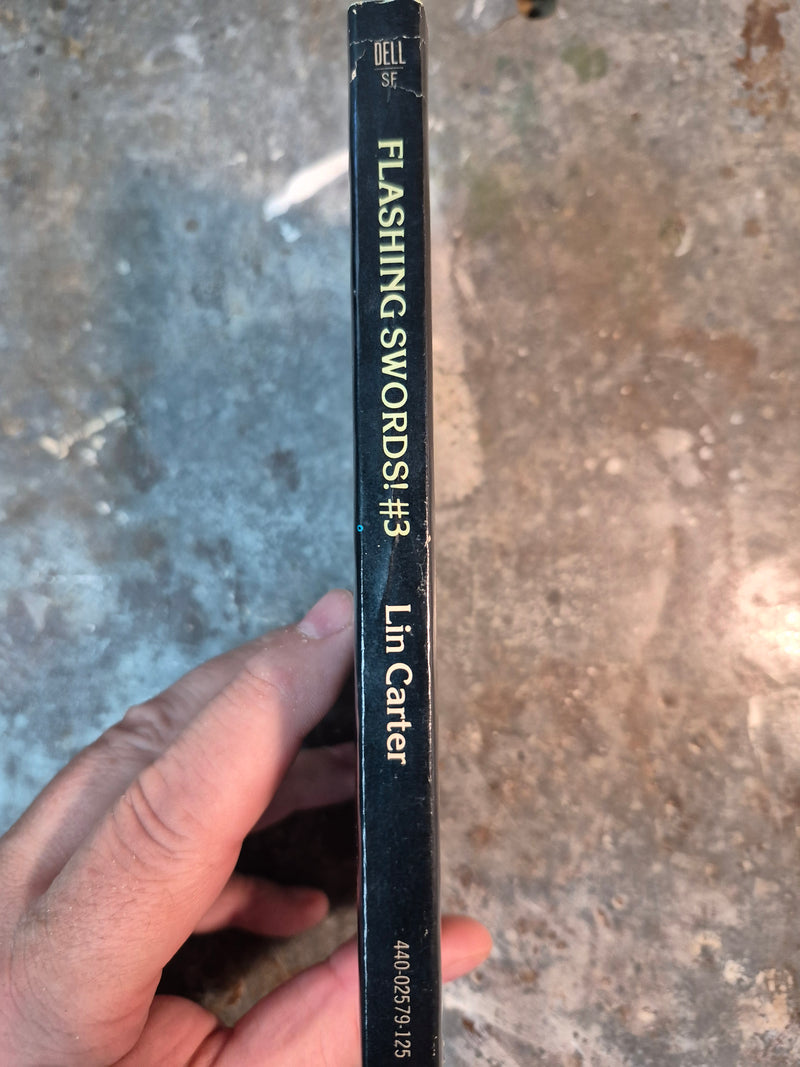 DELL
SF
FLASHING SWORDS! #3
Lin Carter
440-02579-125